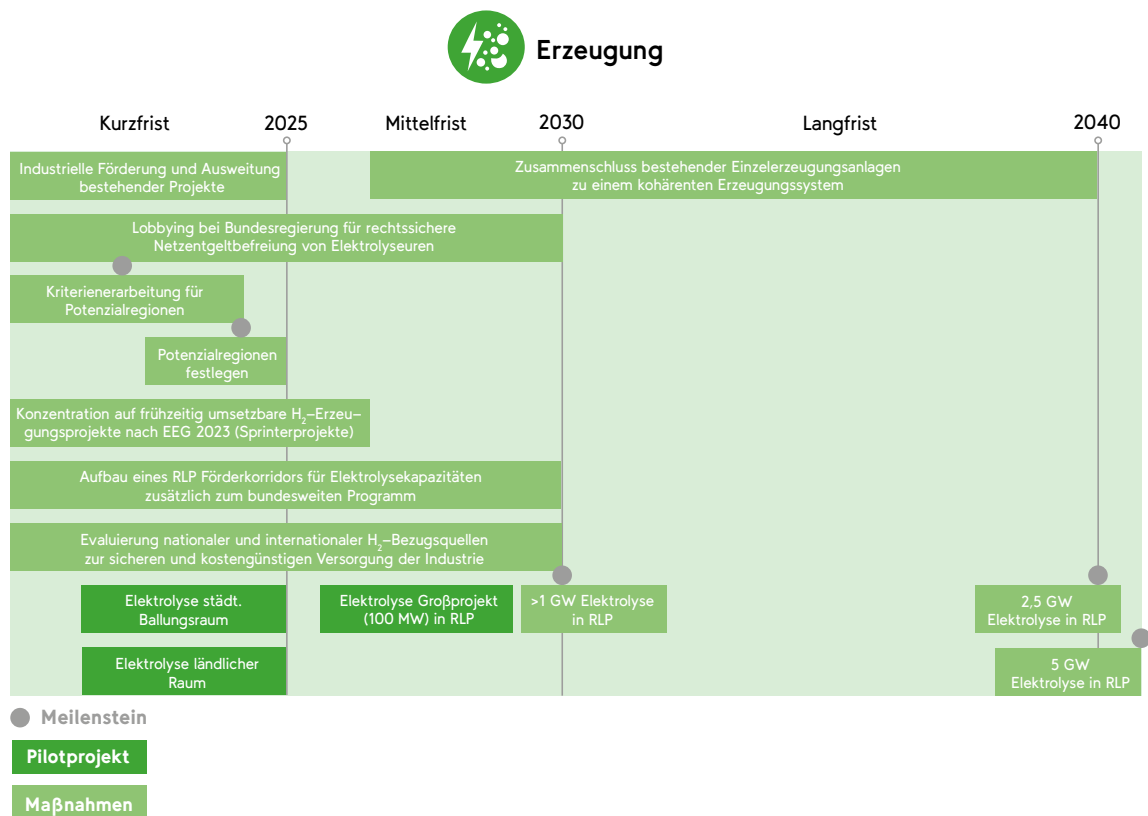 Erzeugung
Kurzfrist
2025
Mittelfrist
2030
Langfrist
2040
Industrielle Förderung und Ausweitung
bestehender Projekte
Zusammenschluss bestehender Einzelerzeugungsanlagen
zu einem kohärenten Erzeugungssystem
Lobbying bei Bundesregierung für rechtssichere
Netzentgeltbefreiung von Elektrolyseuren
Kriterienerarbeitung für
Potenzialregionen
Potenzialregionen
festlegen
Konzentration auf frühzeitig umsetzbare H₂–Erzeu–
gungsprojekte nach EEG 2023 (Sprinterprojekte)
Aufbau eines RLP Förderkorridors für Elektrolysekapazitäten
zusätzlich zum bundesweiten Programm
Evaluierung nationaler und internationaler H₂–Bezugsquellen
zur sicheren und kostengünstigen Versorgung der Industrie
Elektrolyse städt.
Ballungsraum
Elektrolyse Großprojekt
(100 MW) in RLP
>1 GW Elektrolyse
in RLP
2,5 GW
Elektrolyse in RLP
Elektrolyse ländlicher
Raum
5 GW
Elektrolyse in RLP
Meilenstein
Pilotprojekt
Maßnahmen